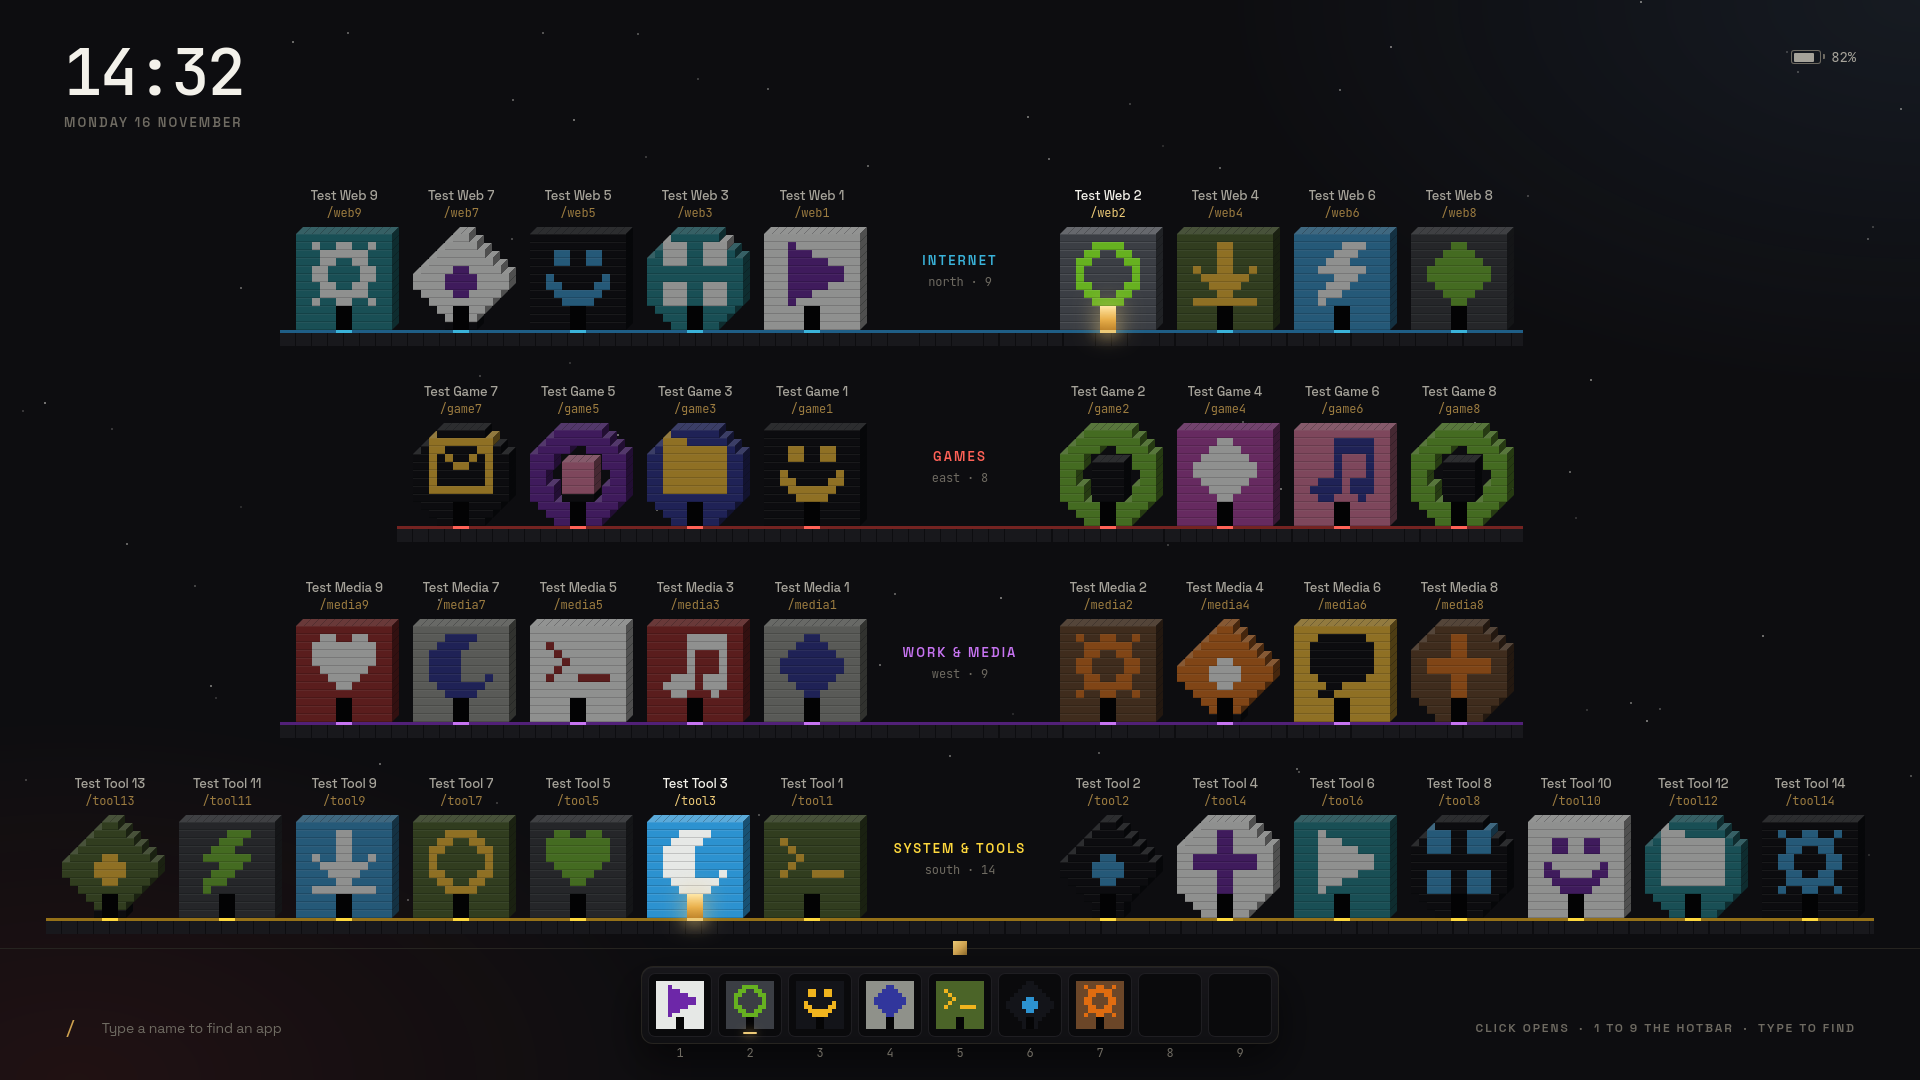 14:32
MONDAY 16 NOVEMBER
82%
Test Web 9 Test Web 7 Test Web 5 Test Web 3 Test Web 1 Test Web 2 Test Web 4 Test Web 6 Test Web 8
/web9 /web7 /web5 /web3 /web1 /web2 /web4 /web6 /web8
INTERNET
north · 9
Test Game 7 Test Game 5 Test Game 3 Test Game 1 Test Game 2 Test Game 4 Test Game 6 Test Game 8
/game7 /game5 /game3 /game1 /game2 /game4 /game6 /game8
GAMES
east · 8
Test Media 9 Test Media 7 Test Media 5 Test Media 3 Test Media 1 Test Media 2 Test Media 4 Test Media 6 Test Media 8
/media9 /media7 /media5 /media3 /media1 /media2 /media4 /media6 /media8
WORK & MEDIA
west · 9
Test Tool 13 Test Tool 11 Test Tool 9 Test Tool 7 Test Tool 5 Test Tool 3 Test Tool 1 Test Tool 2 Test Tool 4 Test Tool 6 Test Tool 8 Test Tool 10 Test Tool 12 Test Tool 14
/tool13 /tool11 /tool9 /tool7 /tool5 /tool3 /tool1 /tool2 /tool4 /tool6 /tool8 /tool10 /tool12 /tool14
SYSTEM & TOOLS
south · 14
/ Type a name to find an app
1 2 3 4 5 6 7 8 9
CLICK OPENS · 1 TO 9 THE HOTBAR · TYPE TO FIND